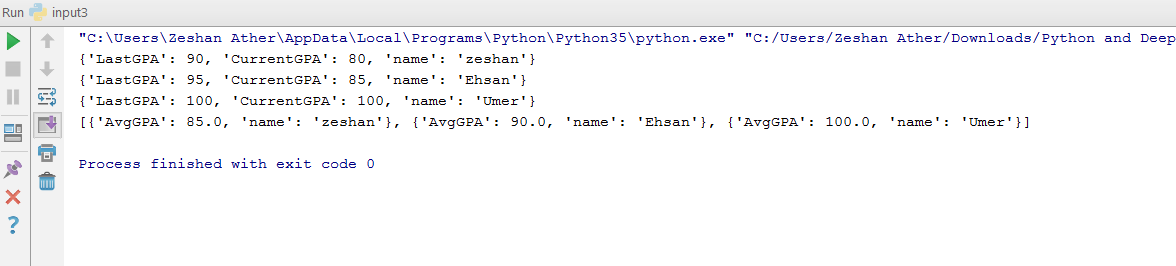 Run input3
"C:\Users\Zeshan Ather\AppData\Local\Programs\Python\Python35\python.exe" "C:/Users/Zeshan Ather/Downloads/Python and Deep
{'LastGPA': 90, 'CurrentGPA': 80, 'name': 'zeshan'}
{'LastGPA': 95, 'CurrentGPA': 85, 'name': 'Ehsan'}
{'LastGPA': 100, 'CurrentGPA': 100, 'name': 'Umer'}
[{'AvgGPA': 85.0, 'name': 'zeshan'}, {'AvgGPA': 90.0, 'name': 'Ehsan'}, {'AvgGPA': 100.0, 'name': 'Umer'}]
Process finished with exit code 0